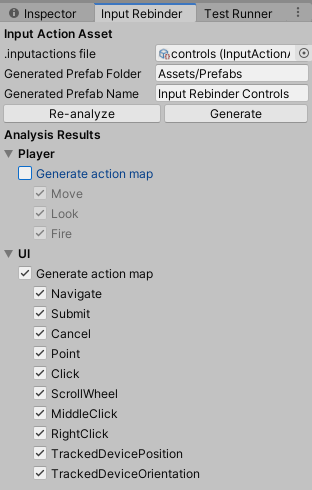 Inspector Input Rebinder Test Runner
Input Action Asset
.inputactions file controls (InputActionA
Generated Prefab Folder Assets/Prefabs
Generated Prefab Name Input Rebinder Controls
Re-analyze Generate
Analysis Results
Player
Generate action map
Move
Look
Fire
UI
Generate action map
Navigate
Submit
Cancel
Point
Click
ScrollWheel
MiddleClick
RightClick
TrackedDevicePosition
TrackedDeviceOrientation